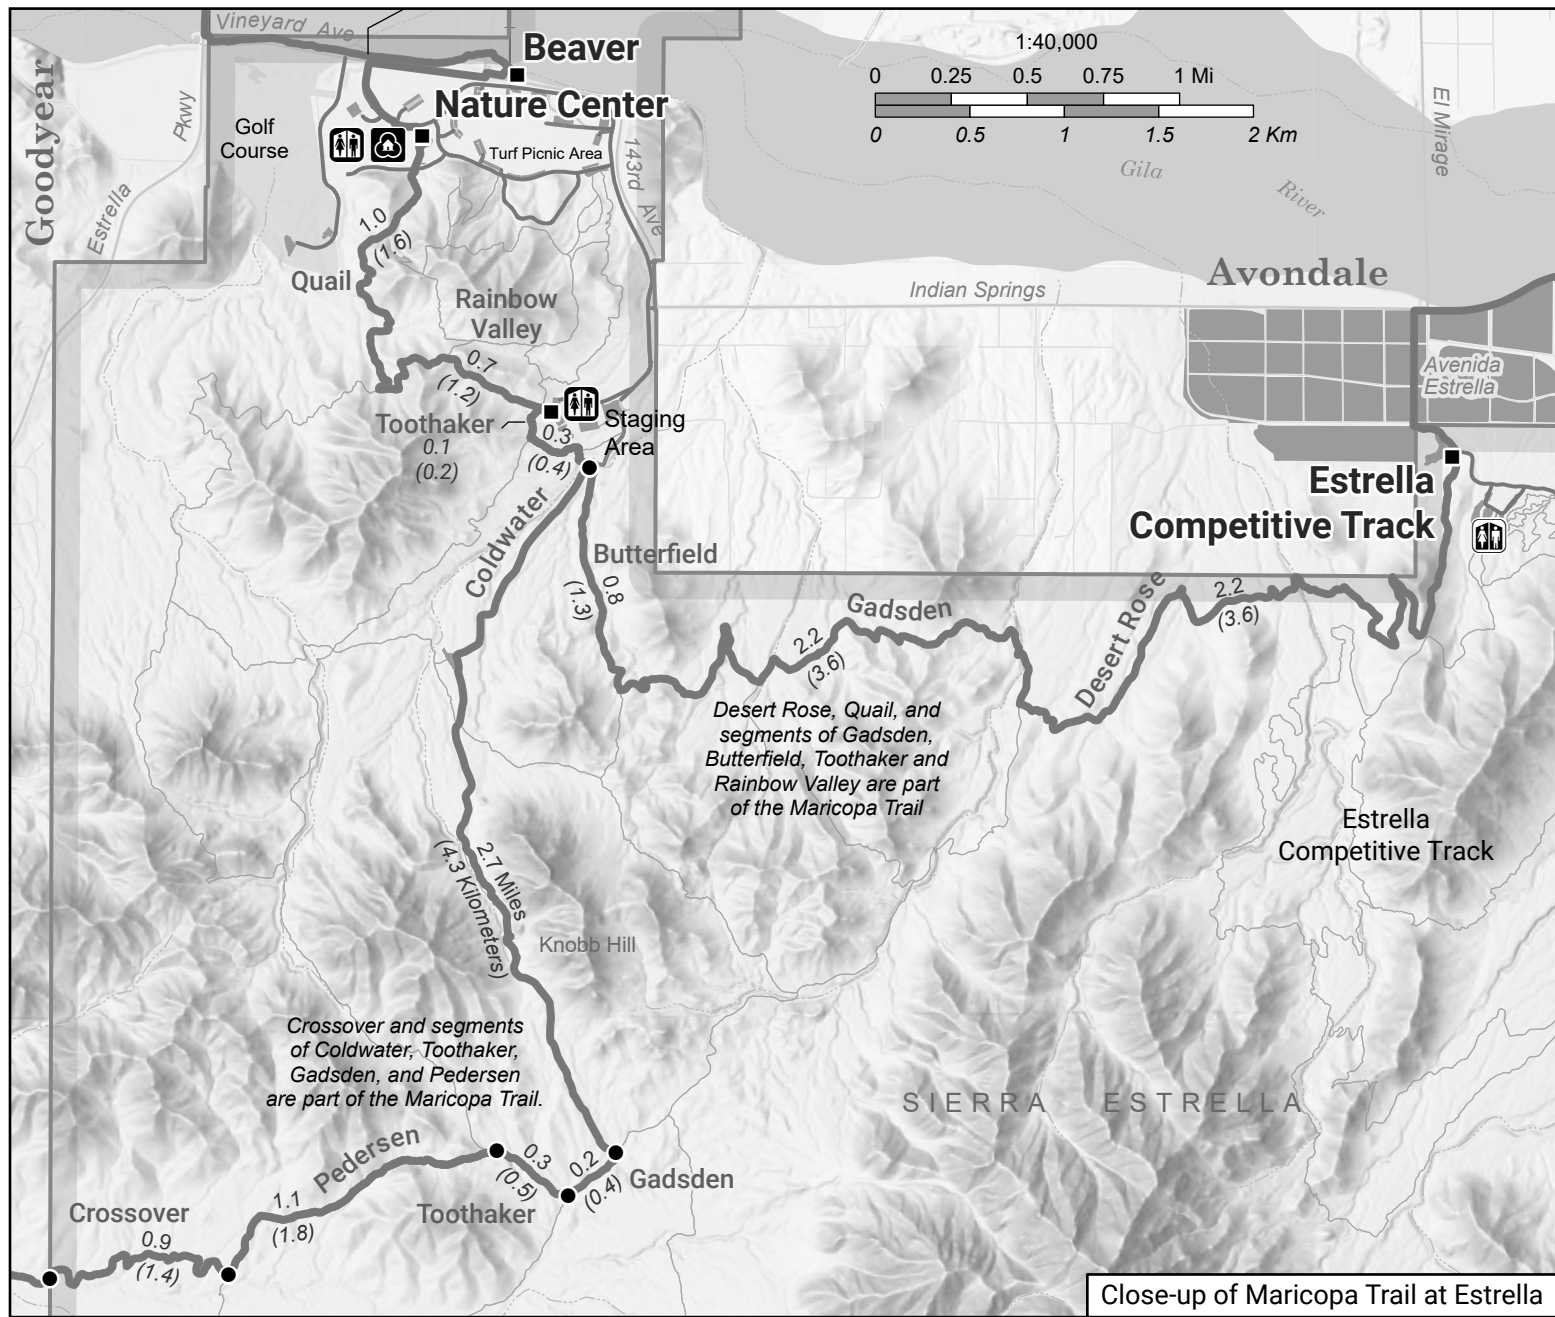 Vineyard Ave
Beaver
Nature Center
Goodyear
Estrella
Pkwy
Golf
Course
Turf Picnic Area
143rd Ave
1:40,000
0 0.25 0.5 0.75 1 Mi
0 0.5 1 1.5 2 Km
Gila
River
El Mirage
Avondale
Indian Springs
Avenida
Estrella
1.0
(1.6)
Quail
Rainbow
Valley
0.7
(1.2)
Toothaker
0.1
(0.2)
0.3
(0.4)
Staging
Area
Estrella
Competitive Track
Coldwater
Butterfield
0.8
(1.3)
Gadsden
2.2
(3.6)
Desert Rose
2.2
(3.6)
Desert Rose, Quail, and
segments of Gadsden,
Butterfield, Toothaker and
Rainbow Valley are part
of the Maricopa Trail
Estrella
Competitive Track
2.7 Miles
(4.3 Kilometers)
Knobb Hill
Crossover and segments
of Coldwater, Toothaker,
Gadsden, and Pedersen
are part of the Maricopa Trail.
SIERRA ESTRELLA
Pedersen
1.1
(1.8)
0.3
(0.5)
0.2
(0.4)
Gadsden
Toothaker
Crossover
0.9
(1.4)
Close-up of Maricopa Trail at Estrella